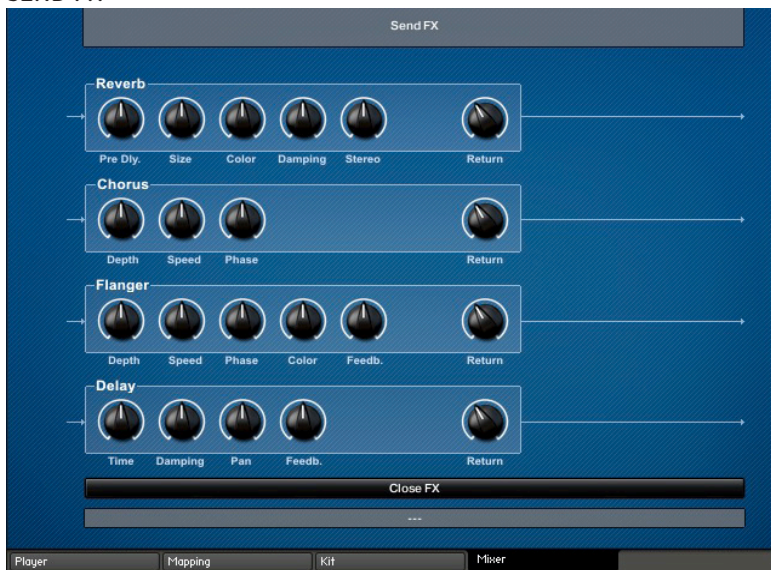 Send FX
Reverb
Pre Dly. Size Color Damping Stereo Return
Chorus
Depth Speed Phase Return
Flanger
Depth Speed Phase Color Feedb. Return
Delay
Time Damping Pan Feedb. Return
Close FX
---
Player Mapping Kit Mixer